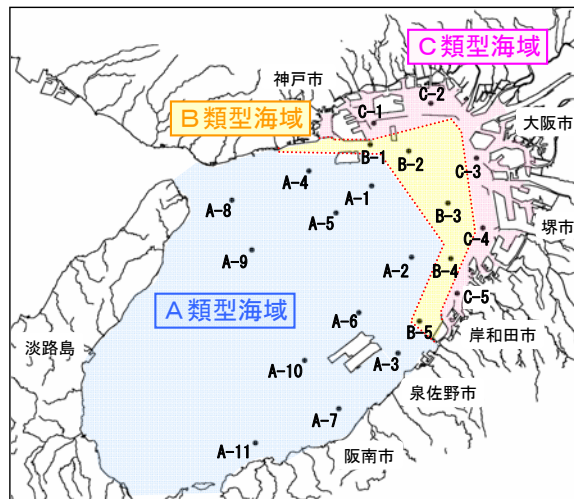 C類型海域
神戸市
C-2
B類型海域
C-1
大阪市
B-1
B-2
C-3
A-4
A-1
A-8
A-5
B-3
C-4
堺市
A-9
A-2
B-4
C-5
A類型海域
A-6
B-5
岸和田市
淡路島
A-3
A-10
泉佐野市
A-7
A-11
阪南市